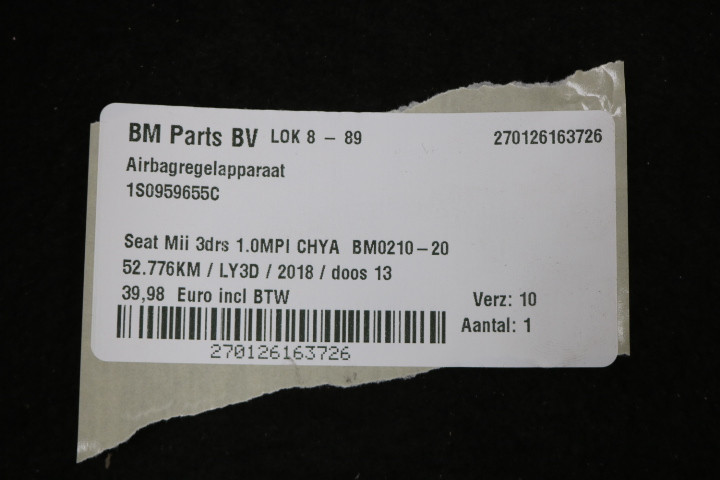 BM Parts BV LOK 8 - 89 270126163726
Airbagregelapparaat
1S0959655C
Seat Mii 3drs 1.0MPI CHYA BM0210-20
52.776KM / LY3D / 2018 / doos 13
39,98 Euro incl BTW Verz: 10
Aantal: 1
270126163726